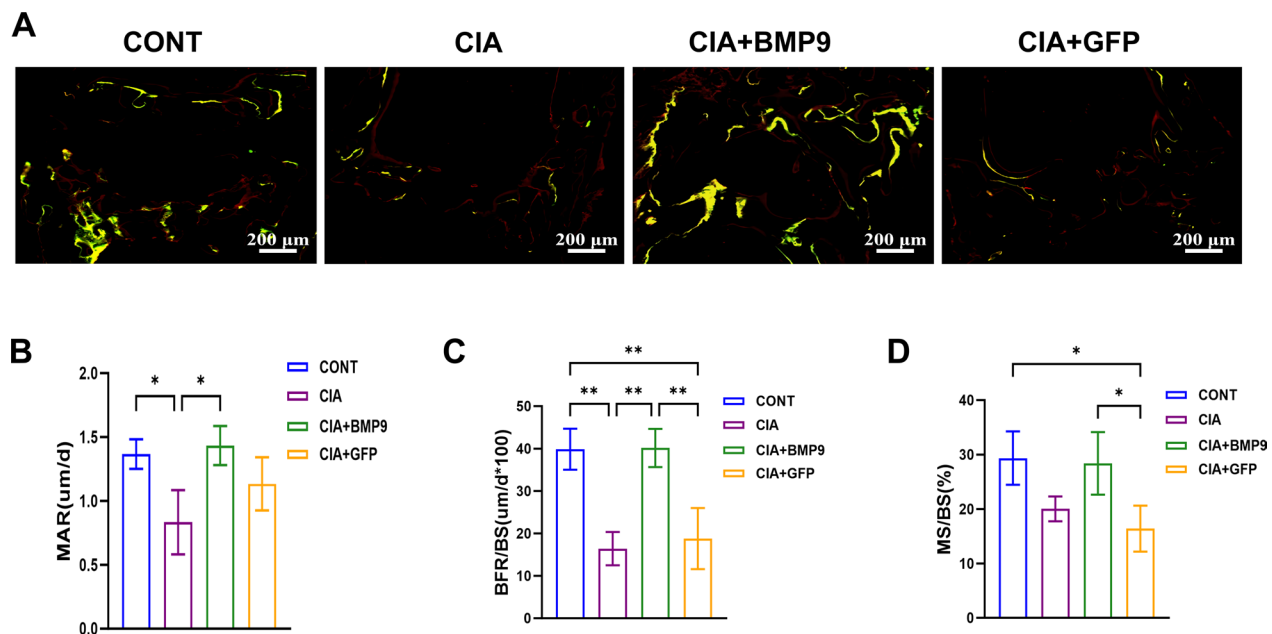 A
CONT
CIA
CIA+BMP9
CIA+GFP
200 µm
200 µm
200 µm
200 µm
B
MAR(um/d)
2.0
1.5
1.0
0.5
0.0
*
*
CONT
CIA
CIA+BMP9
CIA+GFP
C
BFR/BS(um/d*100)
50
40
30
20
10
0
**
** ** **
CONT
CIA
CIA+BMP9
CIA+GFP
D
MS/BS(%)
40
30
20
10
0
*
*
CONT
CIA
CIA+BMP9
CIA+GFP